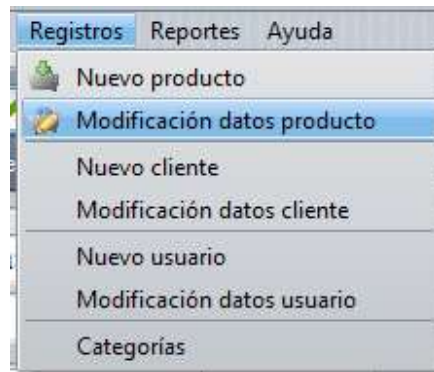 Registros Reportes Ayuda
Nuevo producto
Modificación datos producto
Nuevo cliente
Modificación datos cliente
Nuevo usuario
Modificación datos usuario
Categorías